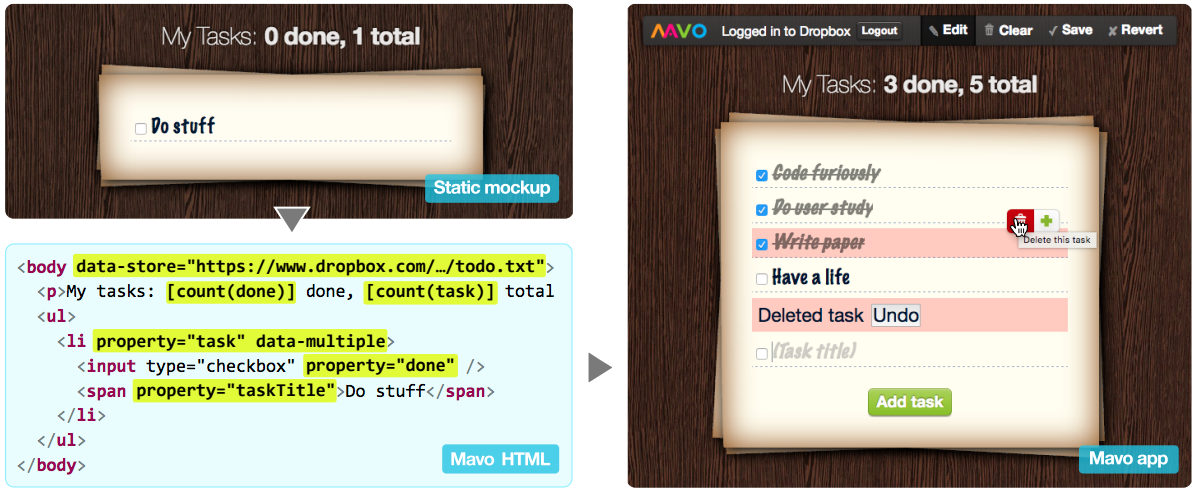 My Tasks: 0 done, 1 total
Do stuff
Static mockup
<body data-store="https://www.dropbox.com/…/todo.txt">
<p>My tasks: [count(done)] done, [count(task)] total
<ul>
<li property="task" data-multiple>
<input type="checkbox" property="done" />
<span property="taskTitle">Do stuff</span>
</li>
</ul>
</body>
Mavo HTML
MAVO Logged in to Dropbox Logout Edit Clear Save Revert
My Tasks: 3 done, 5 total
Code furiously
Do user study
Write paper
Delete this task
Have a life
Deleted task Undo
(Task title)
Add task
Mavo app